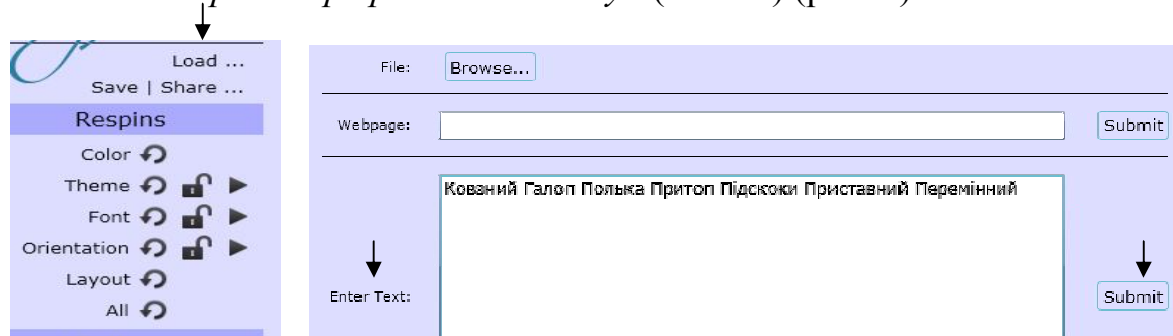 Load ...
Save | Share ...
Respins
Color
Theme
Font
Orientation
Layout
All
File: Browse...
Webpage: Submit
Кований Галоп Полька Притоп Підскоки Приставний Перемінний
Enter Text: Submit